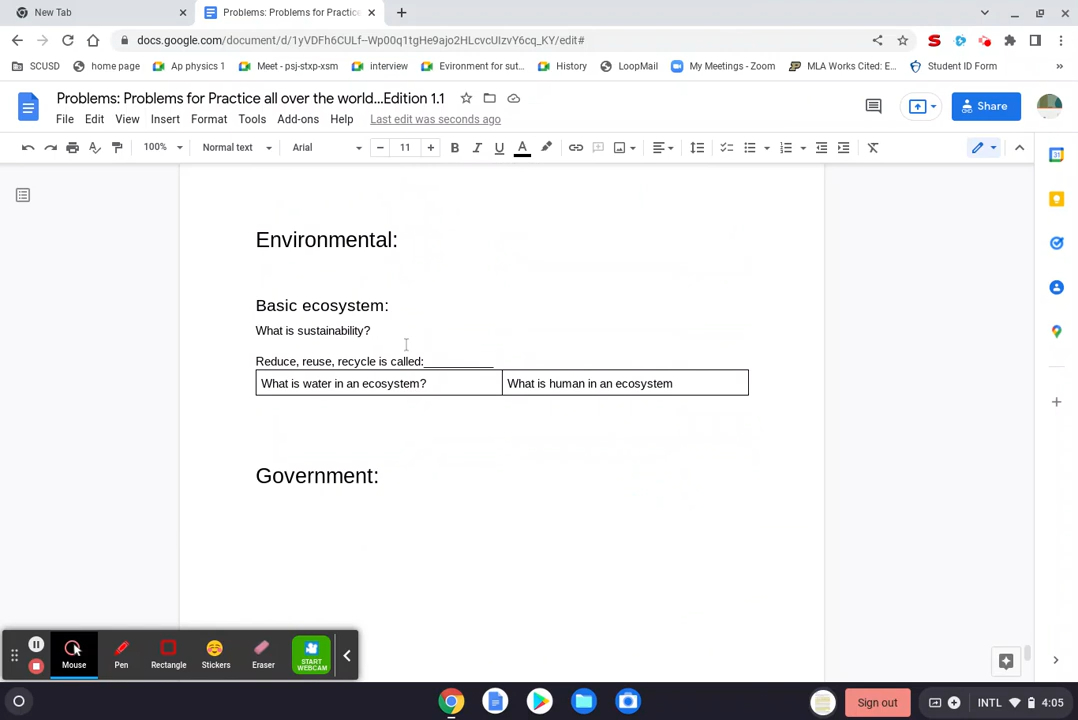 New Tab
Problems: Problems for Practice
docs.google.com/document/d/1yVDFh6CULf--Wp00q1tgHe9ajo2HLcvcUIzvY6cq_KY/edit#
SCUSD
home page
Ap physics 1
Meet - psj-stxp-xsm
interview
Evironment for sut...
History
LoopMail
My Meetings - Zoom
MLA Works Cited: E...
Student ID Form
Problems: Problems for Practice all over the world...Edition 1.1
Share
File Edit View Insert Format Tools Add-ons Help Last edit was seconds ago
100% Normal text Arial 11
Environmental:
Basic ecosystem:
What is sustainability?
Reduce, reuse, recycle is called:___________
What is water in an ecosystem? What is human in an ecosystem
Government:
Mouse Pen Rectangle Stickers Eraser START WEBCAM
Sign out INTL 4:05